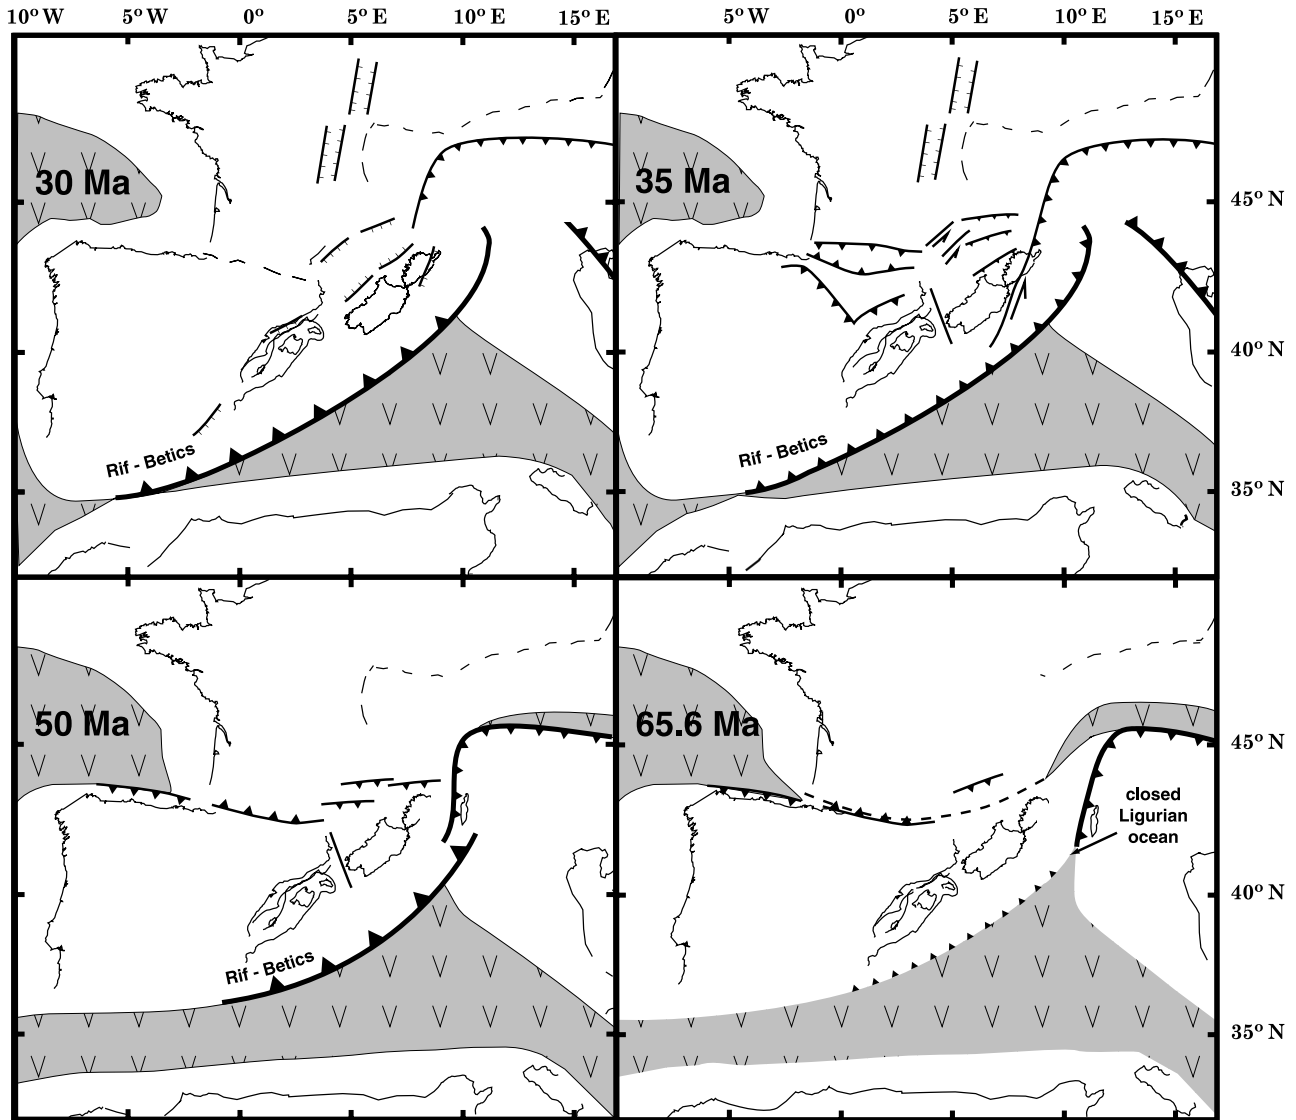 10° W 5° W 0° 5° E 10° E 15° E 5° W 0° 5° E 10° E 15° E
30 Ma
35 Ma
45° N
40° N
Rif - Betics
Rif - Betics
35° N
50 Ma
65.6 Ma
45° N
closed
Ligurian
ocean
40° N
Rif - Betics
35° N